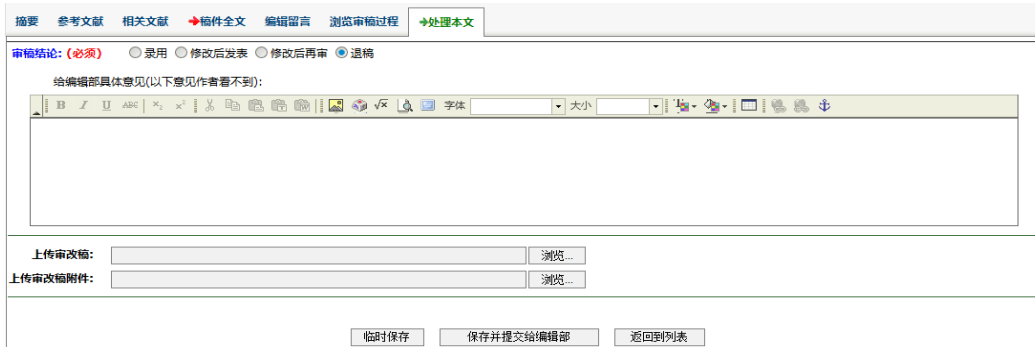 摘要 参考文献 相关文献 稿件全文 编辑留言 浏览审稿过程 处理本文
审稿结论: (必须) 录用 修改后发表 修改后再审 退稿
给编辑部具体意见(以下意见作者看不到):
B I U ABC ×₂ ×² 字体 大小
上传审改稿: 浏览...
上传审改稿附件: 浏览...
临时保存 保存并提交给编辑部 返回到列表